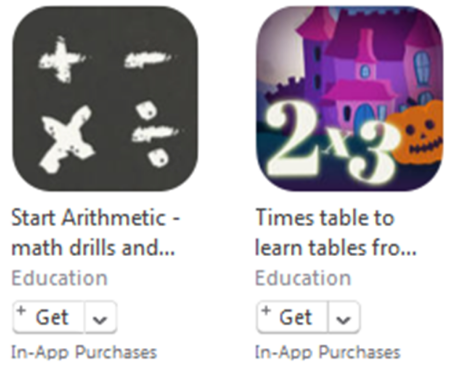 + -
× ÷
Start Arithmetic -
math drills and...
Education
+ Get
In-App Purchases
2x3
Times table to
learn tables fro...
Education
+ Get
In-App Purchases